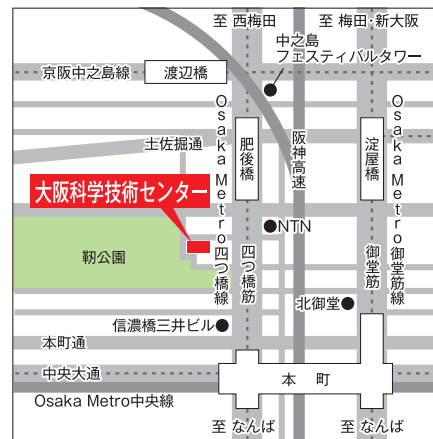 至 西梅田
至 梅田・新大阪
中之島
フェスティバルタワー
京阪中之島線
渡辺橋
土佐堀通
Osaka Metro四つ橋線
肥後橋
阪神高速
淀屋橋
Osaka Metro御堂筋線
大阪科学技術センター
NTN
靭公園
四つ橋筋
御堂筋
北御堂
信濃橋三井ビル
本町通
中央大通
本町
Osaka Metro中央線
至 なんば
至 なんば